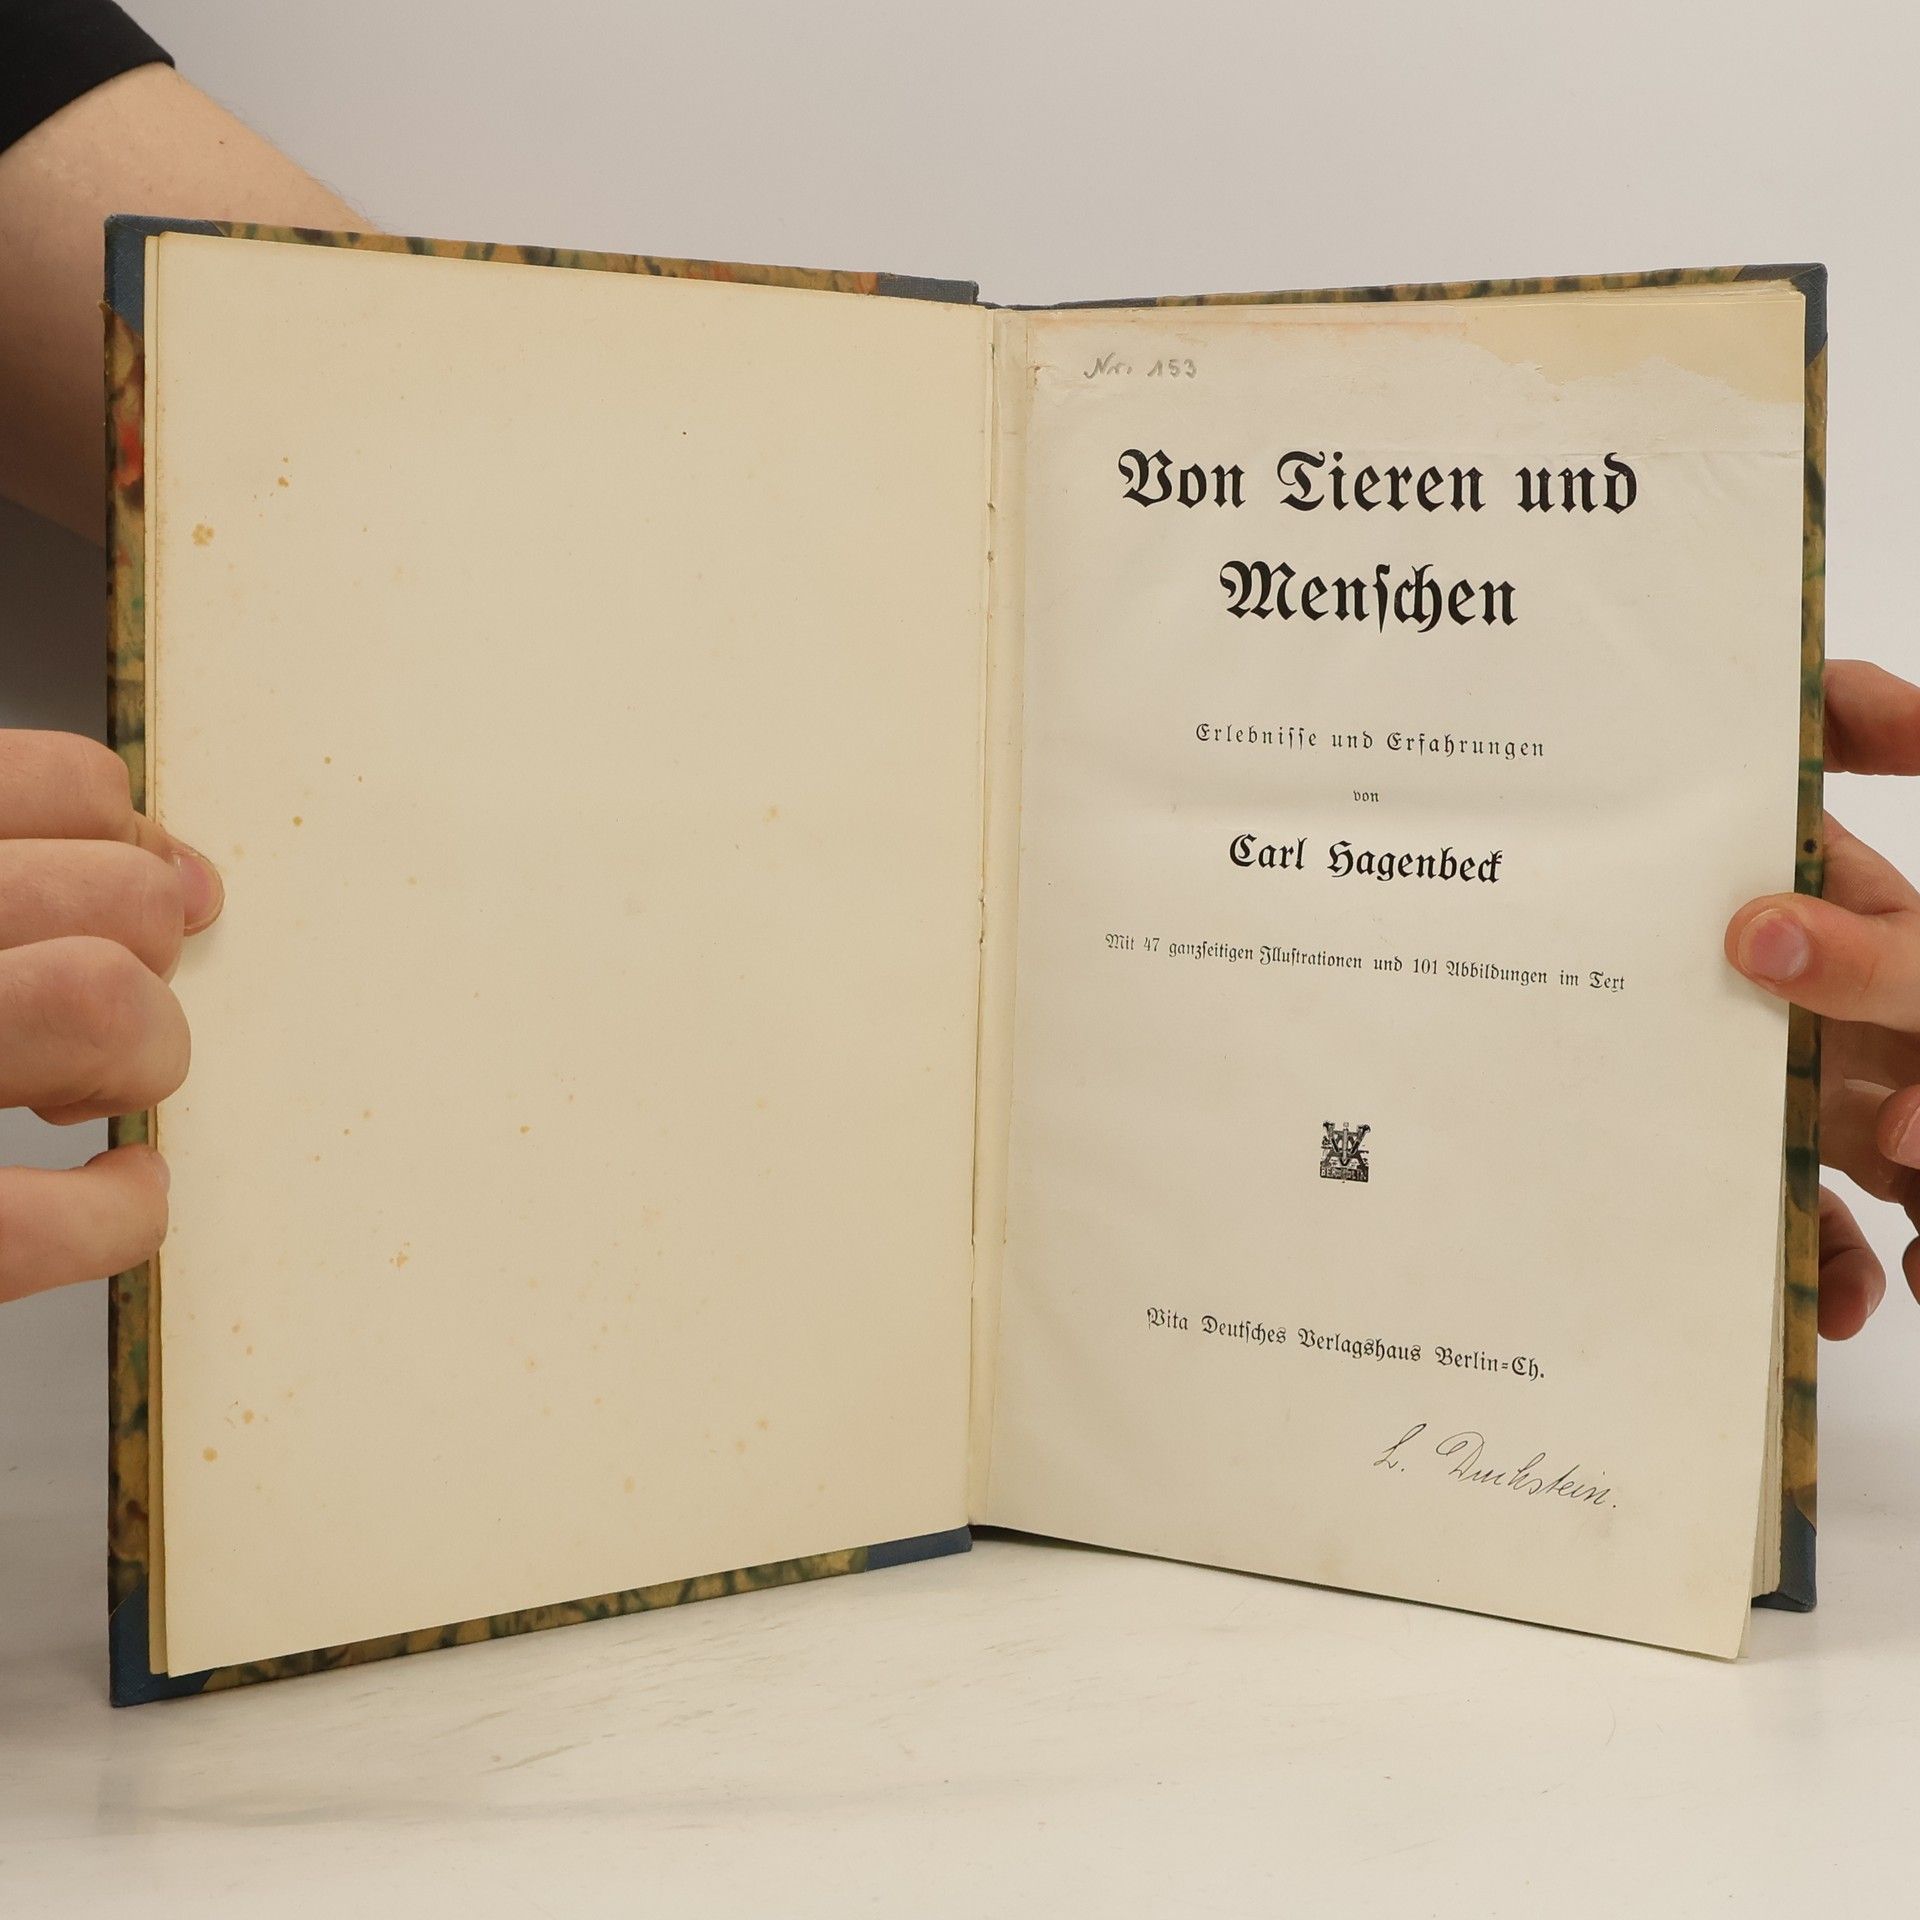 Nr. 153
Von Tieren und
Menſchen
Erlebniſſe und Erfahrungen
von
Carl Hagenbeck
Mit 47 ganzſeitigen Illuſtrationen und 101 Abbildungen im Text
Vita Deutſches Verlagshaus Berlin=Ch.
L.